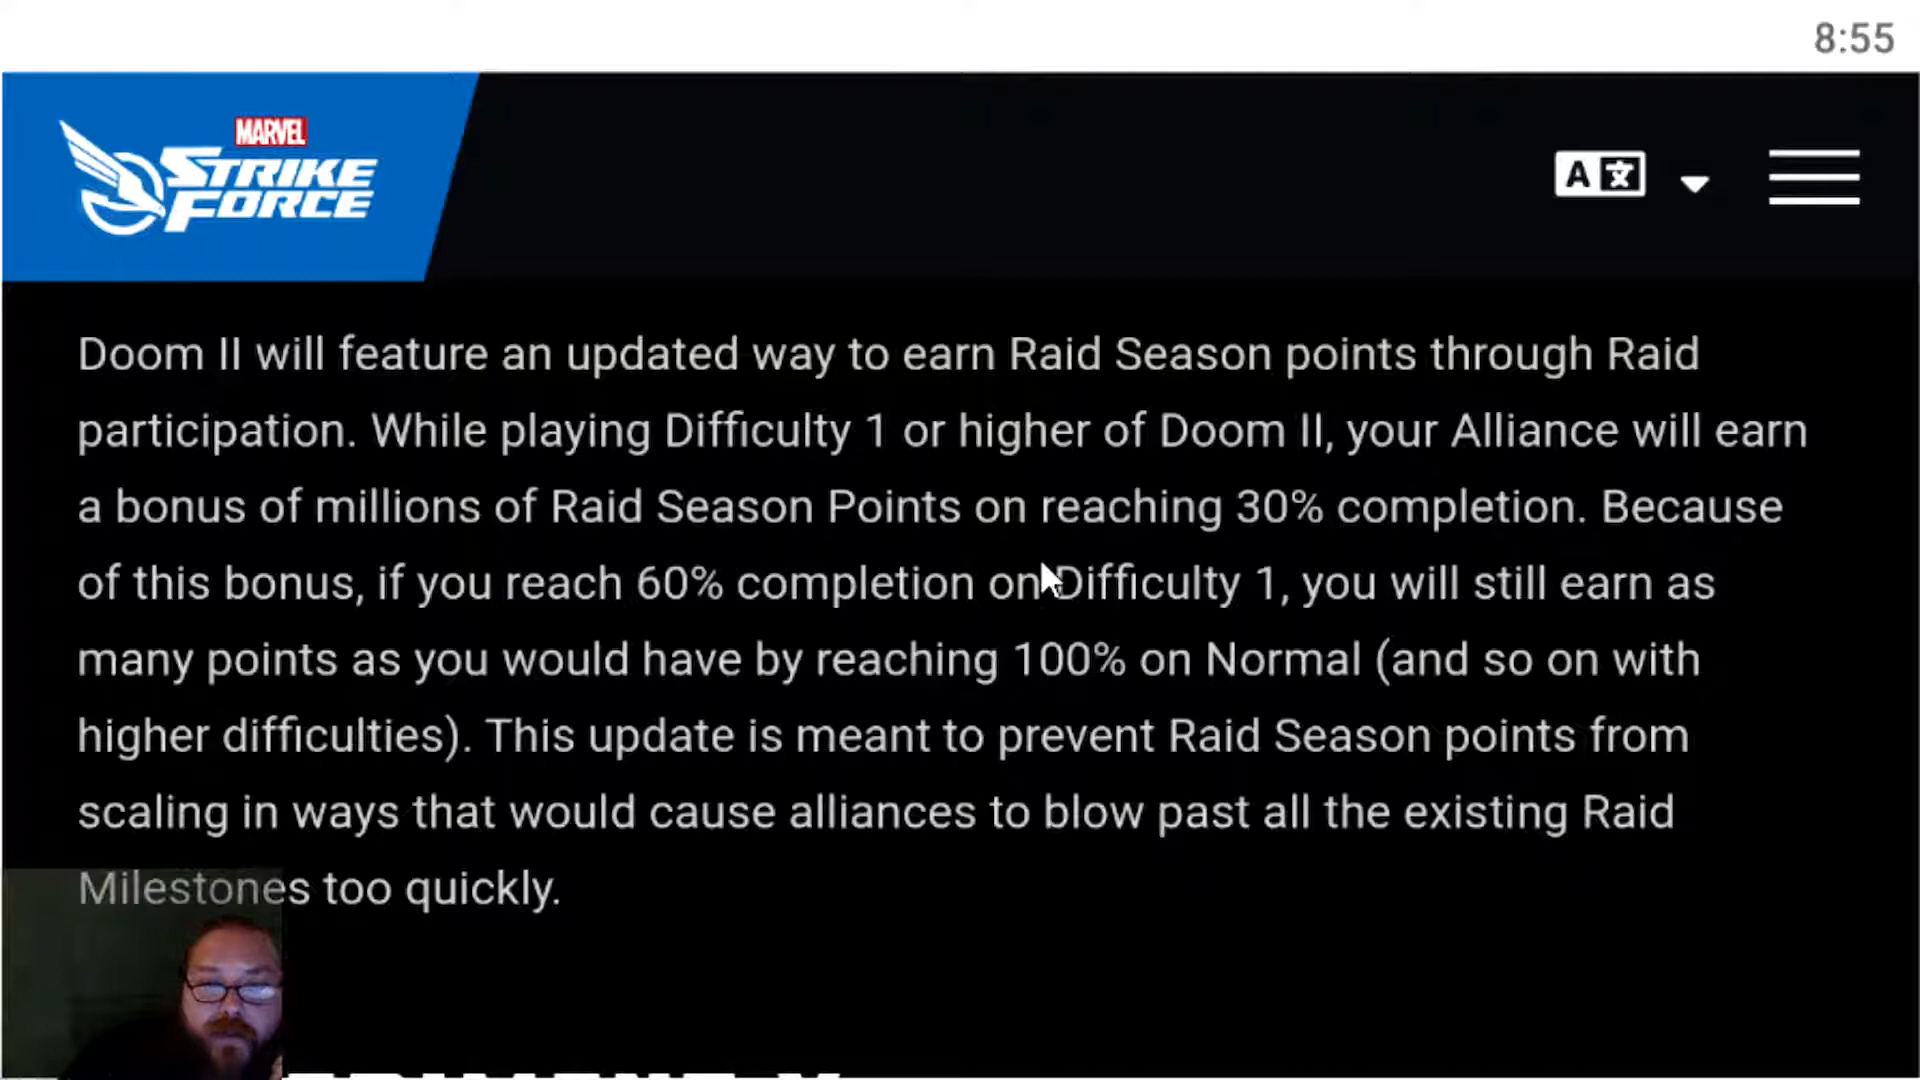 8:55
MARVEL
STRIKE
FORCE
A文
Doom II will feature an updated way to earn Raid Season points through Raid
participation. While playing Difficulty 1 or higher of Doom II, your Alliance will earn
a bonus of millions of Raid Season Points on reaching 30% completion. Because
of this bonus, if you reach 60% completion on Difficulty 1, you will still earn as
many points as you would have by reaching 100% on Normal (and so on with
higher difficulties). This update is meant to prevent Raid Season points from
scaling in ways that would cause alliances to blow past all the existing Raid
Milestones too quickly.